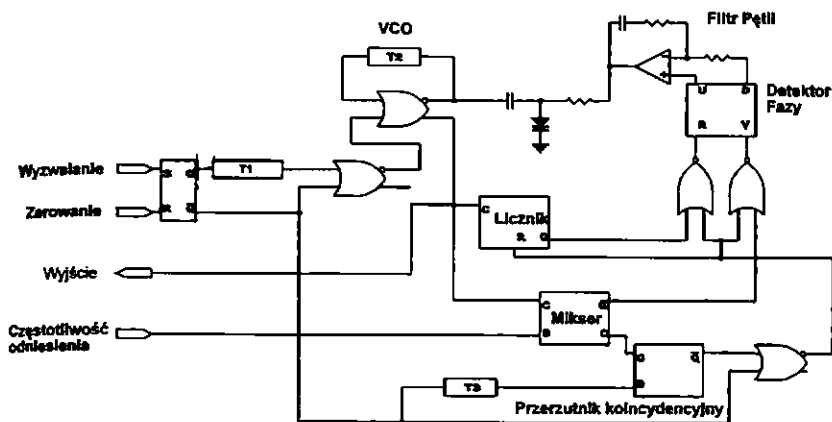 Filtr Pętli
VCO
T2
U D
Detektor
Fazy
R V
Wyzwalanie
S Q
T1
Zerowanie
R Q
C
Licznik
R Q
Wyjście
C Q
Mikser
Częstotliwość
odniesienia
T3
Przerzutnik koincydencyjny